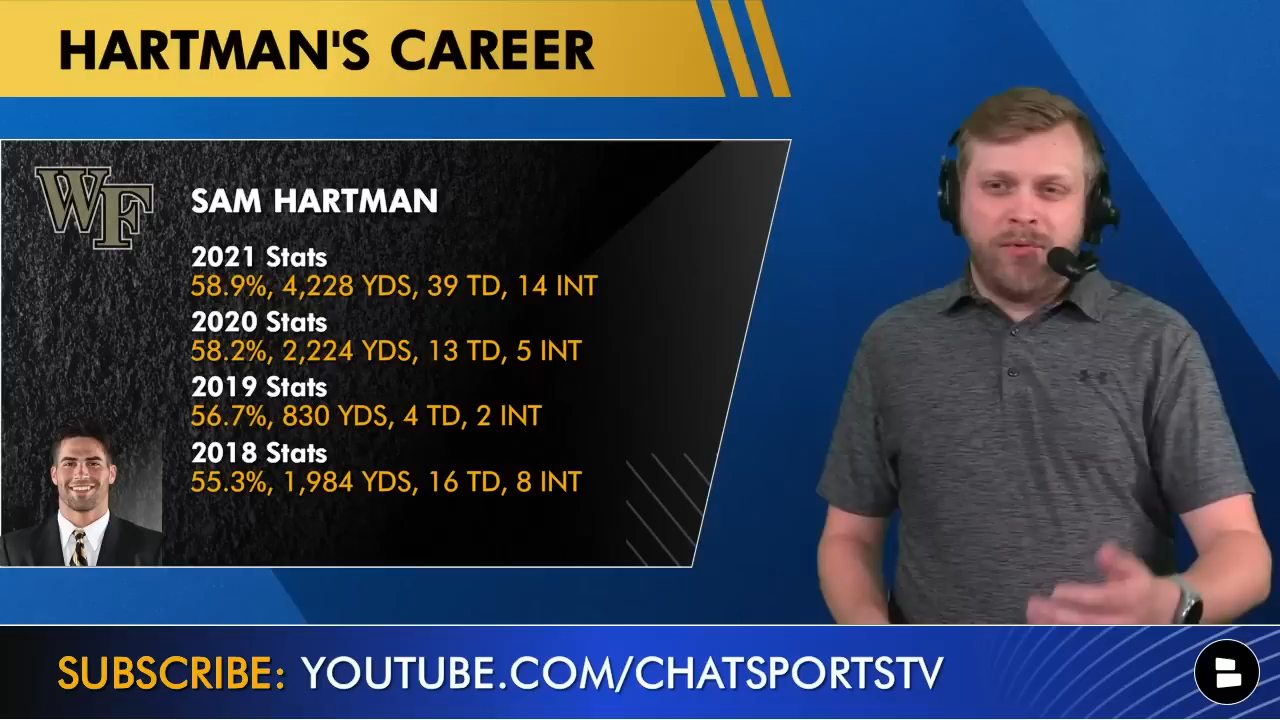 HARTMAN'S CAREER
WF
SAM HARTMAN
2021 Stats
58.9%, 4,228 YDS, 39 TD, 14 INT
2020 Stats
58.2%, 2,224 YDS, 13 TD, 5 INT
2019 Stats
56.7%, 830 YDS, 4 TD, 2 INT
2018 Stats
55.3%, 1,984 YDS, 16 TD, 8 INT
SUBSCRIBE: YOUTUBE.COM/CHATSPORTSTV